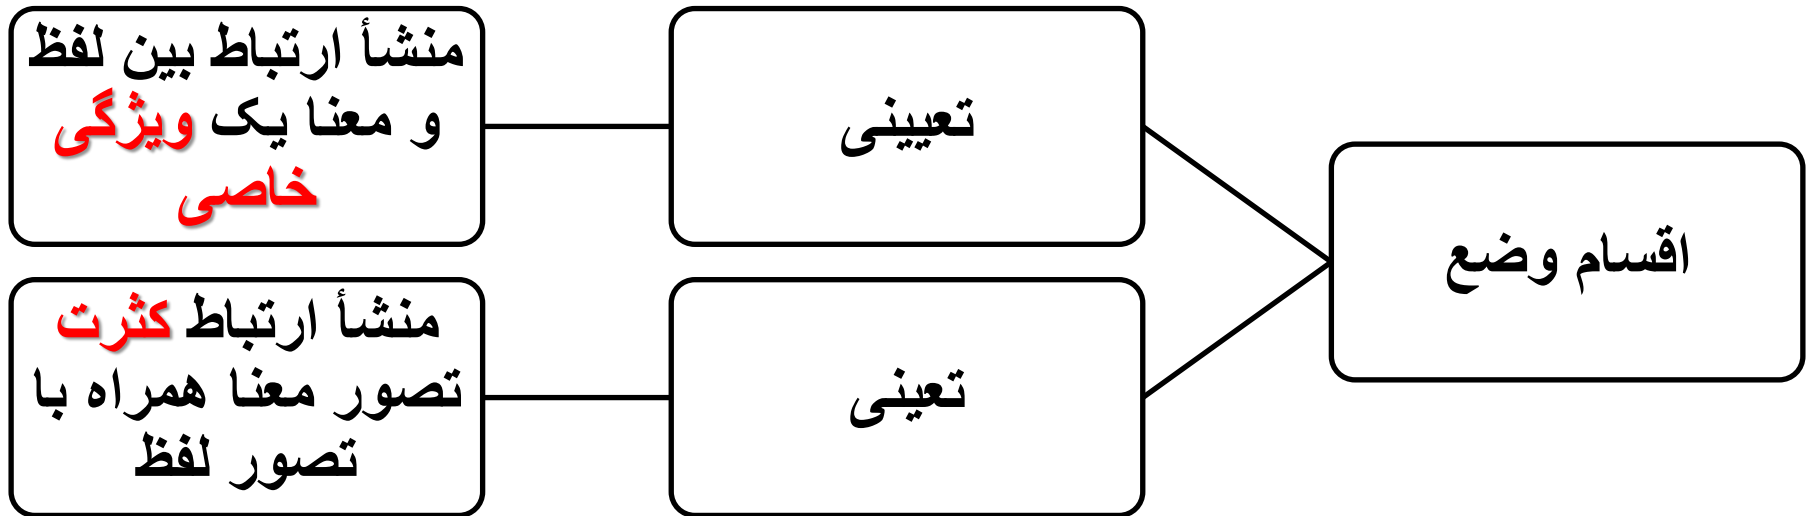 اقسام وضع
تعیینی
منشأ ارتباط بین لفظ
و معنا یک ویژگی
خاصی
تعینی
منشأ ارتباط کثرت
تصور معنا همراه با
تصور لفظ